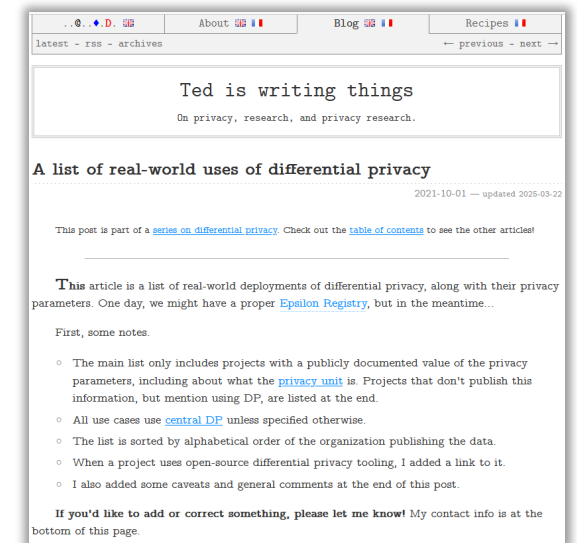 ..@..♦.D.
About
Blog
Recipes
latest - rss - archives
← previous - next →
Ted is writing things
On privacy, research, and privacy research.
A list of real-world uses of differential privacy
2021-10-01 — updated 2025-03-22
This post is part of a series on differential privacy. Check out the table of contents to see the other articles!
This article is a list of real-world deployments of differential privacy, along with their privacy
parameters. One day, we might have a proper Epsilon Registry, but in the meantime...
First, some notes.
The main list only includes projects with a publicly documented value of the privacy
parameters, including about what the privacy unit is. Projects that don't publish this
information, but mention using DP, are listed at the end.
All use cases use central DP unless specified otherwise.
The list is sorted by alphabetical order of the organization publishing the data.
When a project uses open-source differential privacy tooling, I added a link to it.
I also added some caveats and general comments at the end of this post.
If you'd like to add or correct something, please let me know! My contact info is at the
bottom of this page.